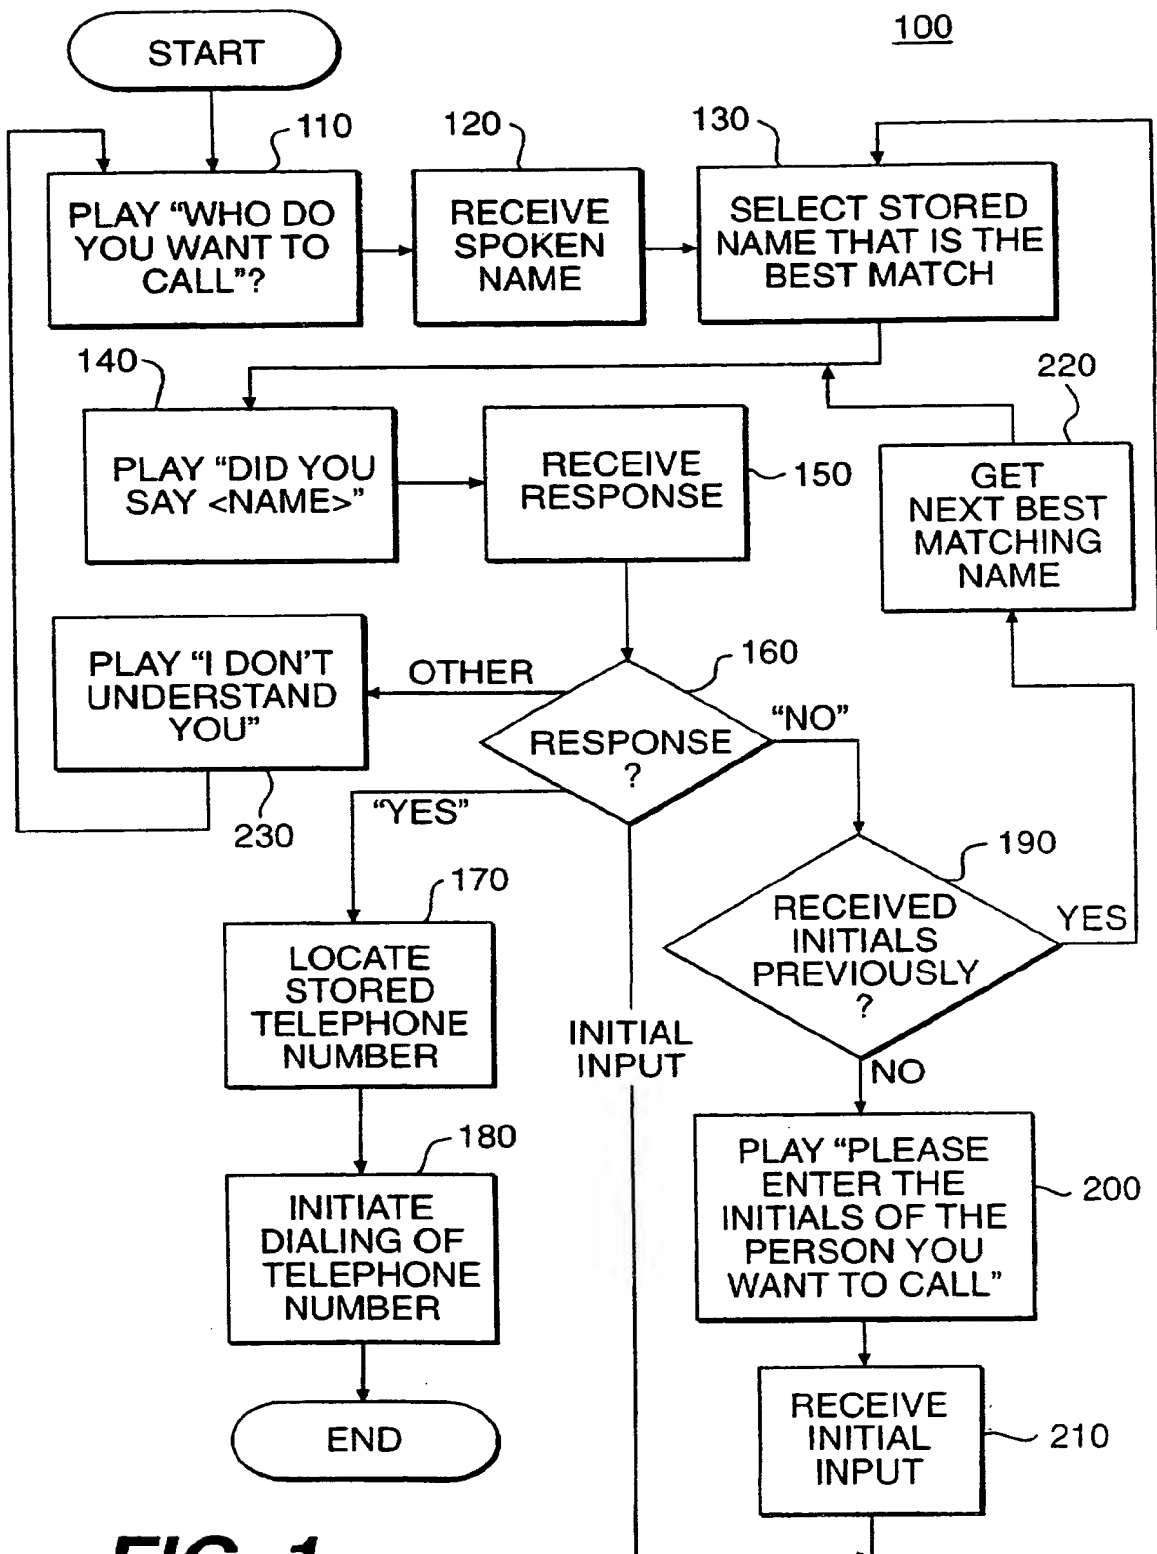 100
START
110
PLAY “WHO DO
YOU WANT TO
CALL”?
120
RECEIVE
SPOKEN
NAME
130
SELECT STORED
NAME THAT IS THE
BEST MATCH
140
PLAY “DID YOU
SAY <NAME>”
RECEIVE
RESPONSE
150
220
GET
NEXT BEST
MATCHING
NAME
PLAY “I DON'T
UNDERSTAND
YOU”
230
OTHER
160
RESPONSE
?
“NO”
“YES”
170
LOCATE
STORED
TELEPHONE
NUMBER
INITIAL
INPUT
190
RECEIVED
INITIALS
PREVIOUSLY
?
YES
NO
180
INITIATE
DIALING OF
TELEPHONE
NUMBER
END
PLAY “PLEASE
ENTER THE
INITIALS OF THE
PERSON YOU
WANT TO CALL”
200
RECEIVE
INITIAL
INPUT
210
FIG. 1